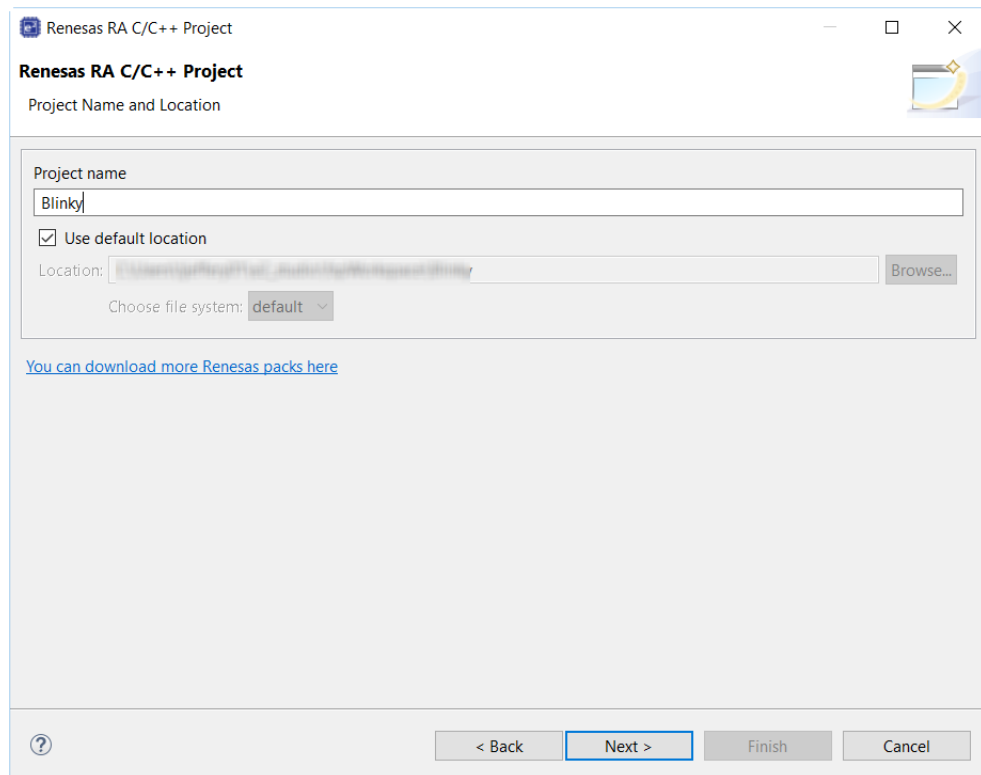 Renesas RA C/C++ Project
Renesas RA C/C++ Project
Project Name and Location
Project name
Blinky
Use default location
Location: Browse...
Choose file system: default
You can download more Renesas packs here
? < Back Next > Finish Cancel